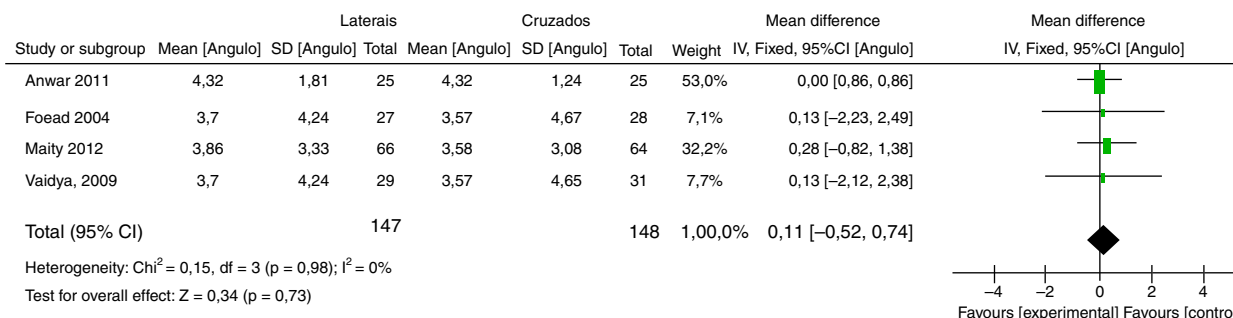 Laterais Cruzados Mean difference Mean difference
Study or subgroup Mean [Angulo] SD [Angulo] Total Mean [Angulo] SD [Angulo] Total Weight IV, Fixed, 95%CI [Angulo] IV, Fixed, 95%CI [Angulo]
Anwar 2011 4,32 1,81 25 4,32 1,24 25 53,0% 0,00 [0,86, 0,86]
Foead 2004 3,7 4,24 27 3,57 4,67 28 7,1% 0,13 [−2,23, 2,49]
Maity 2012 3,86 3,33 66 3,58 3,08 64 32,2% 0,28 [−0,82, 1,38]
Vaidya, 2009 3,7 4,24 29 3,57 4,65 31 7,7% 0,13 [−2,12, 2,38]
Total (95% CI) 147 148 1,00,0% 0,11 [−0,52, 0,74]
Heterogeneity: Chi² = 0,15, df = 3 (p = 0,98); I² = 0%
Test for overall effect: Z = 0,34 (p = 0,73)
−4 −2 0 2 4
Favours [experimental] Favours [contro